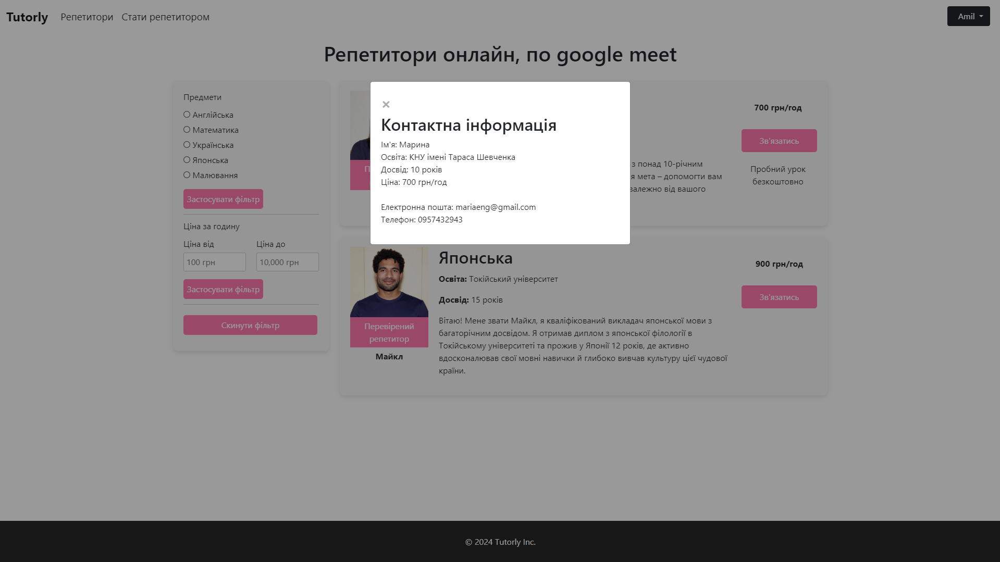 Tutorly Репетитори Стати репетитором Amil
Репетитори онлайн, по google meet
Предмети
Англійська
Математика
Українська
Японська
Малювання
Застосувати фільтр
Ціна за годину
Ціна від Ціна до
100 грн 10,000 грн
Застосувати фільтр
Скинути фільтр
×
Контактна інформація
Ім'я: Марина
Освіта: КНУ імені Тараса Шевченка
Досвід: 10 років
Ціна: 700 грн/год
Електронна пошта: mariaeng@gmail.com
Телефон: 0957432943
з понад 10-річним
мета – допомогти вам
від вашого
700 грн/год
Зв'язатись
Пробний урок
безкоштовно
Японська
Освіта: Токійський університет
Досвід: 15 років
Вітаю! Мене звати Майкл, я кваліфікований викладач японської мови з
багаторічним досвідом. Я отримав диплом з японської філології в
Токійському університеті та прожив у Японії 12 років, де активно
вдосконалював свої мовні навички й глибоко вивчав культуру цієї чудової
країни.
Перевірений
репетитор
Майкл
900 грн/год
Зв'язатись
© 2024 Tutorly Inc.